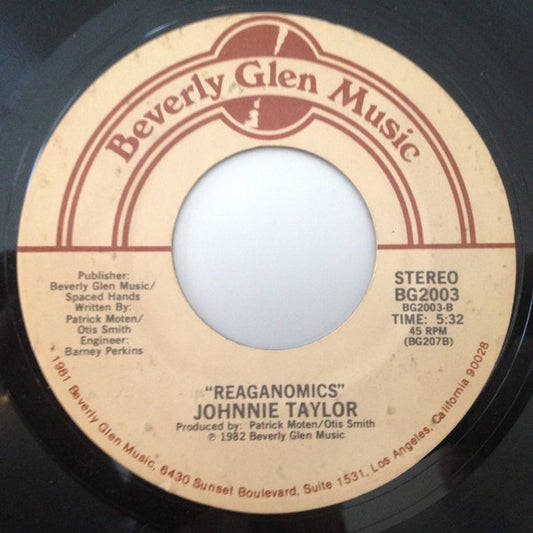 Beverly Glen Music
Publisher:
Beverly Glen Music/
Spaced Hands
Written By:
Patrick Moten/
Otis Smith
Engineer:
Barney Perkins
STEREO
BG2003
BG2003-B
TIME: 5:32
45 RPM
(BG207B)
"REAGANOMICS"
JOHNNIE TAYLOR
Produced by: Patrick Moten/Otis Smith
℗ 1982 Beverly Glen Music
1981 Beverly Glen Music, 6430 Sunset Boulevard, Suite 1531, Los Angeles, California 90028